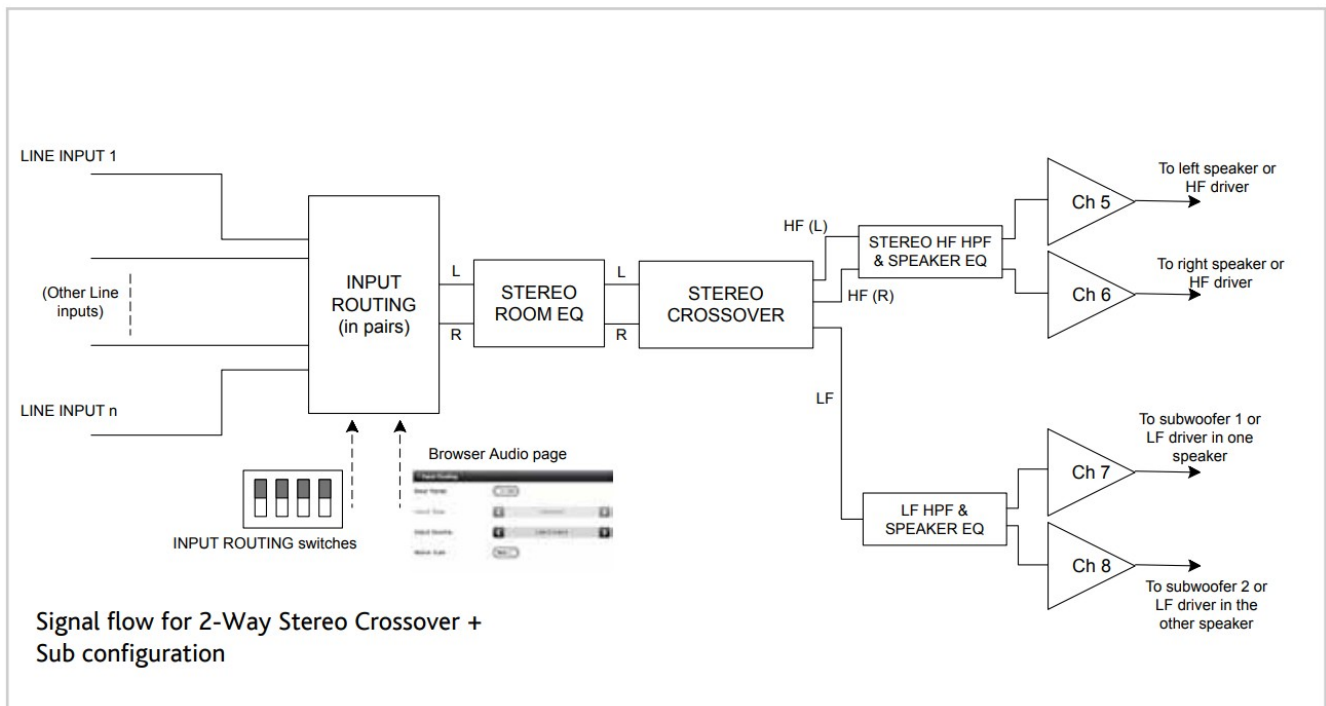 LINE INPUT 1
(Other Line
inputs)
LINE INPUT n
INPUT
ROUTING
(in pairs)
L
R
STEREO
ROOM EQ
L
R
STEREO
CROSSOVER
HF (L)
HF (R)
LF
STEREO HF HPF
& SPEAKER EQ
Ch 5
To left speaker or
HF driver
Ch 6
To right speaker or
HF driver
LF HPF &
SPEAKER EQ
Ch 7
To subwoofer 1 or
LF driver in one
speaker
Ch 8
To subwoofer 2 or
LF driver in the
other speaker
INPUT ROUTING switches
Browser Audio page
Signal flow for 2-Way Stereo Crossover +
Sub configuration